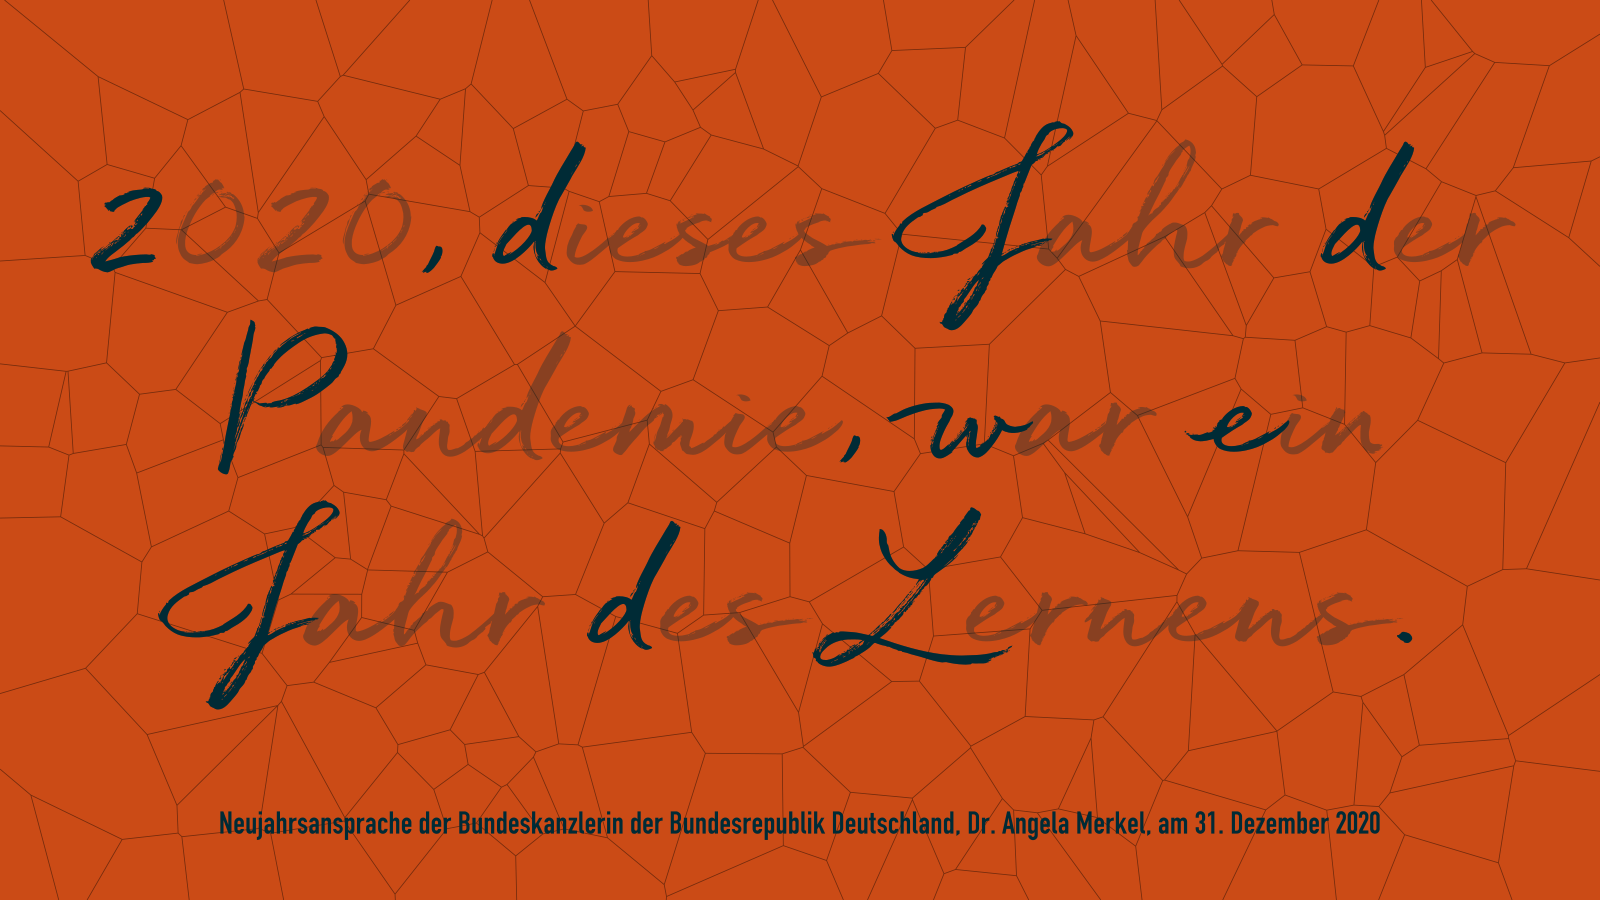 2020, dieses Jahr der
Pandemie, war ein
Jahr des Lernens.
Neujahrsansprache der Bundeskanzlerin der Bundesrepublik Deutschland, Dr. Angela Merkel, am 31. Dezember 2020